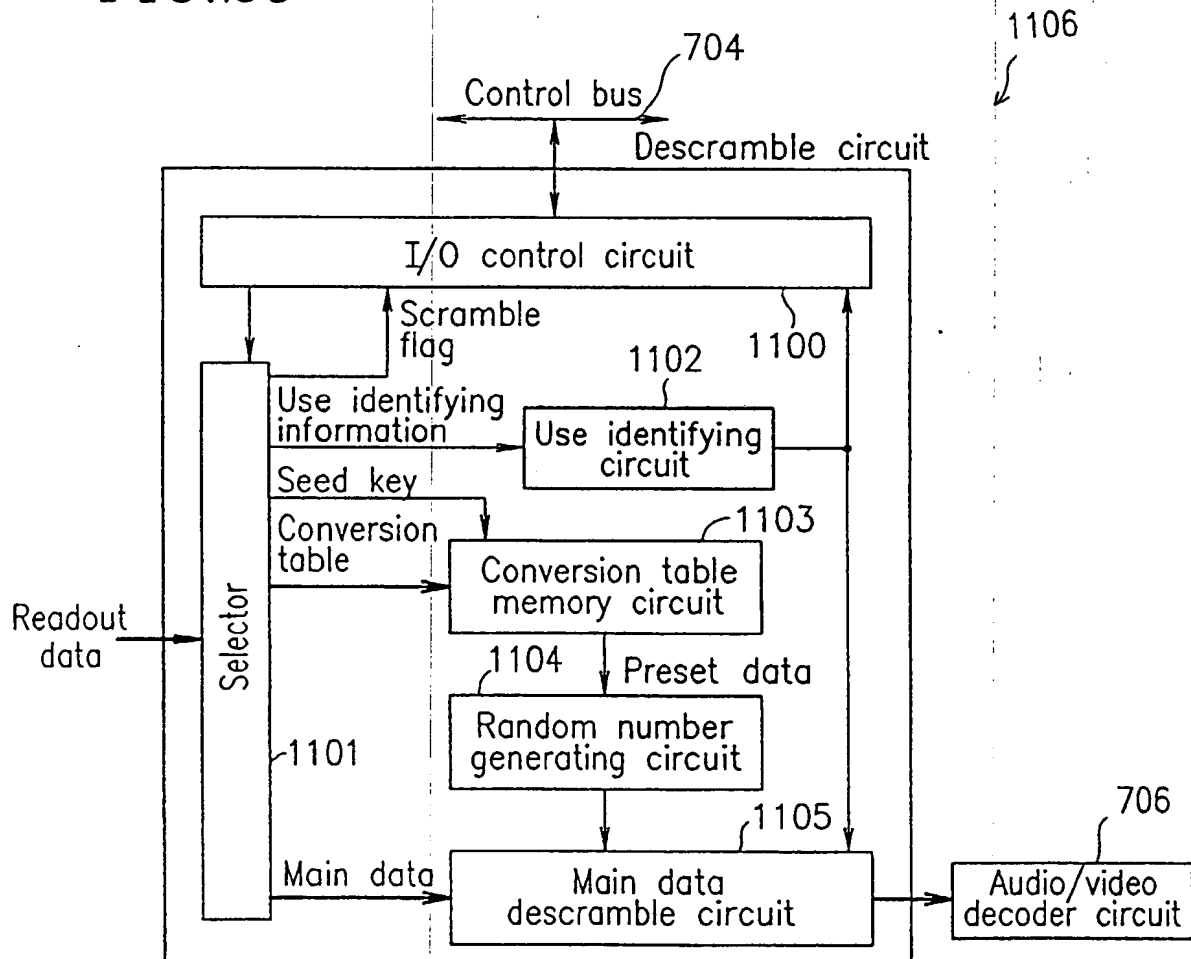 1106
704
Control bus
Descramble circuit
I/O control circuit
Scramble
flag
1100
1102
Use identifying
information
Use identifying
circuit
Seed key
1103
Conversion
table
Conversion table
memory circuit
Readout
data
Selector
1104
Preset data
Random number
generating circuit
1101
1105
706
Main data
Main data
descramble circuit
Audio/video
decoder circuit